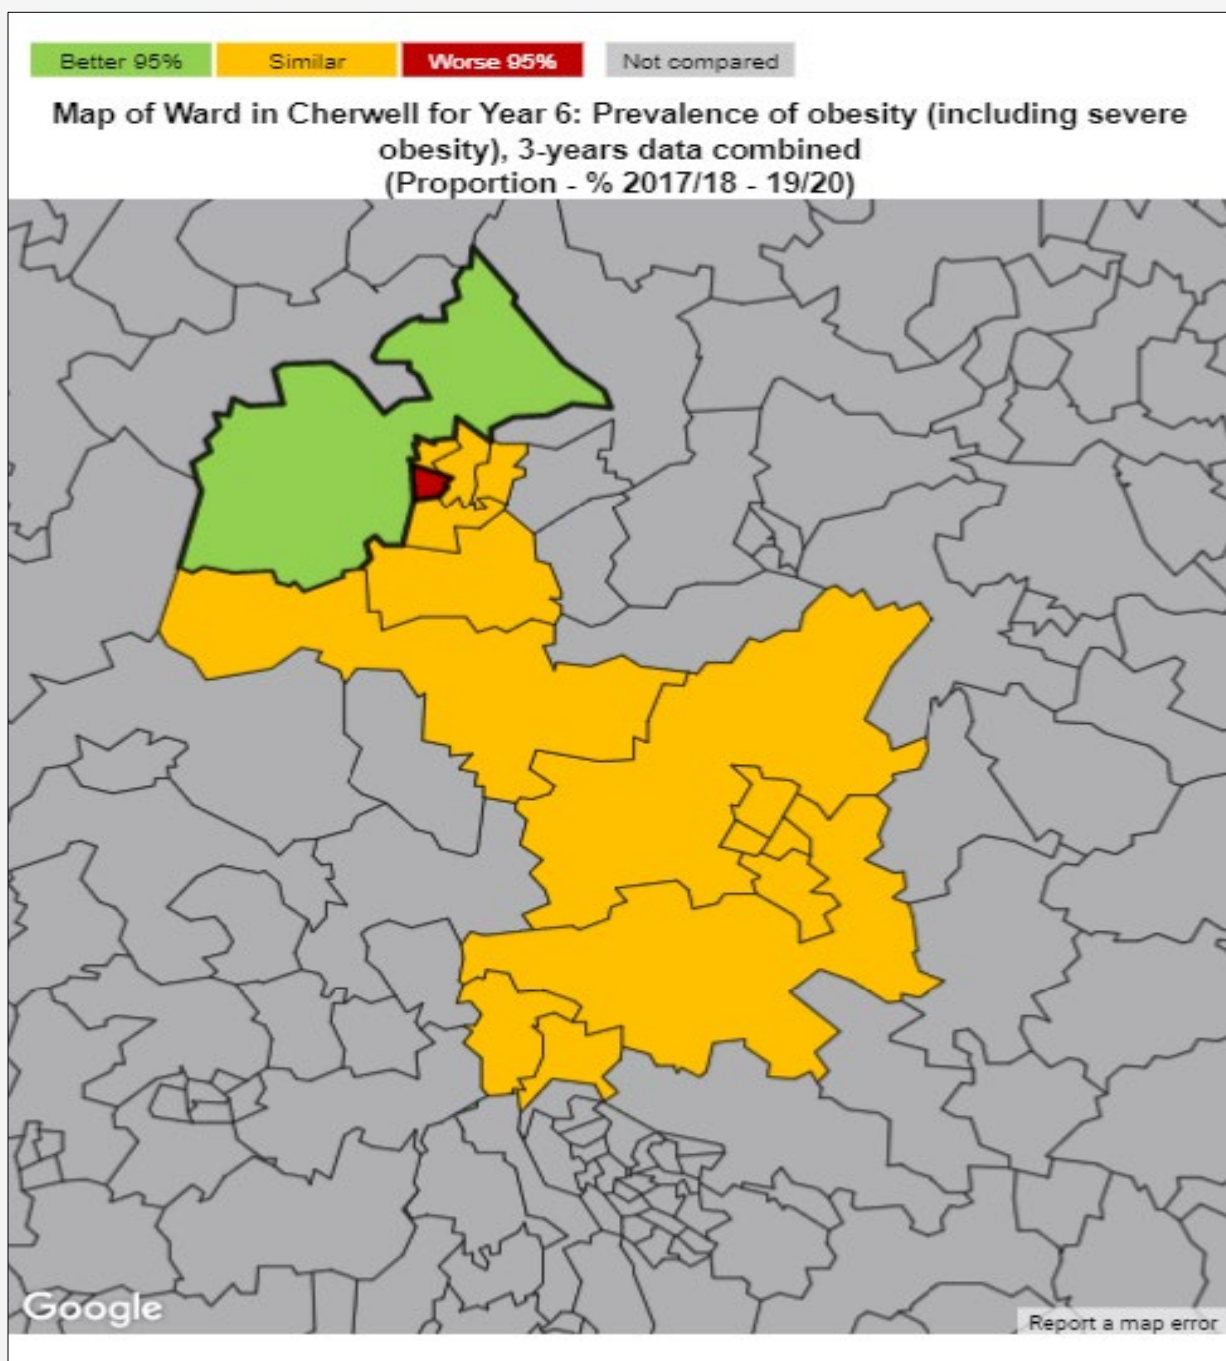 Better 95% Similar Worse 95% Not compared
Map of Ward in Cherwell for Year 6: Prevalence of obesity (including severe
obesity), 3-years data combined
(Proportion - % 2017/18 - 19/20)
Google
Report a map error